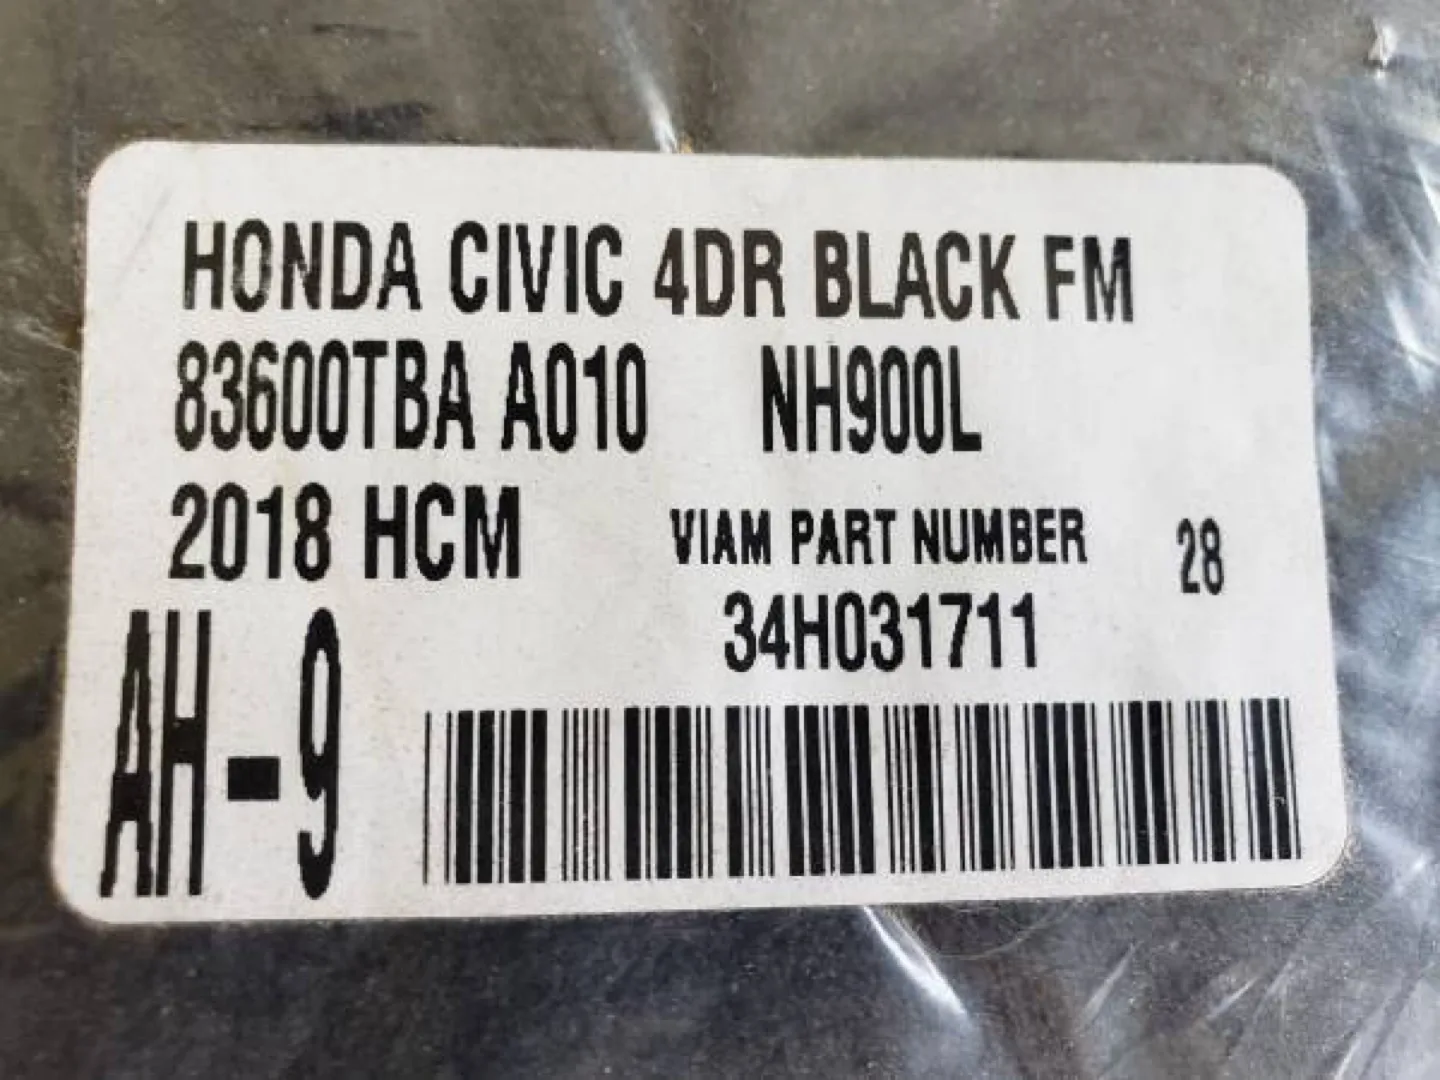 HONDA CIVIC 4DR BLACK FM
83600TBA A010 NH900L
2018 HCM VIAM PART NUMBER 28
34H031711
AH-9